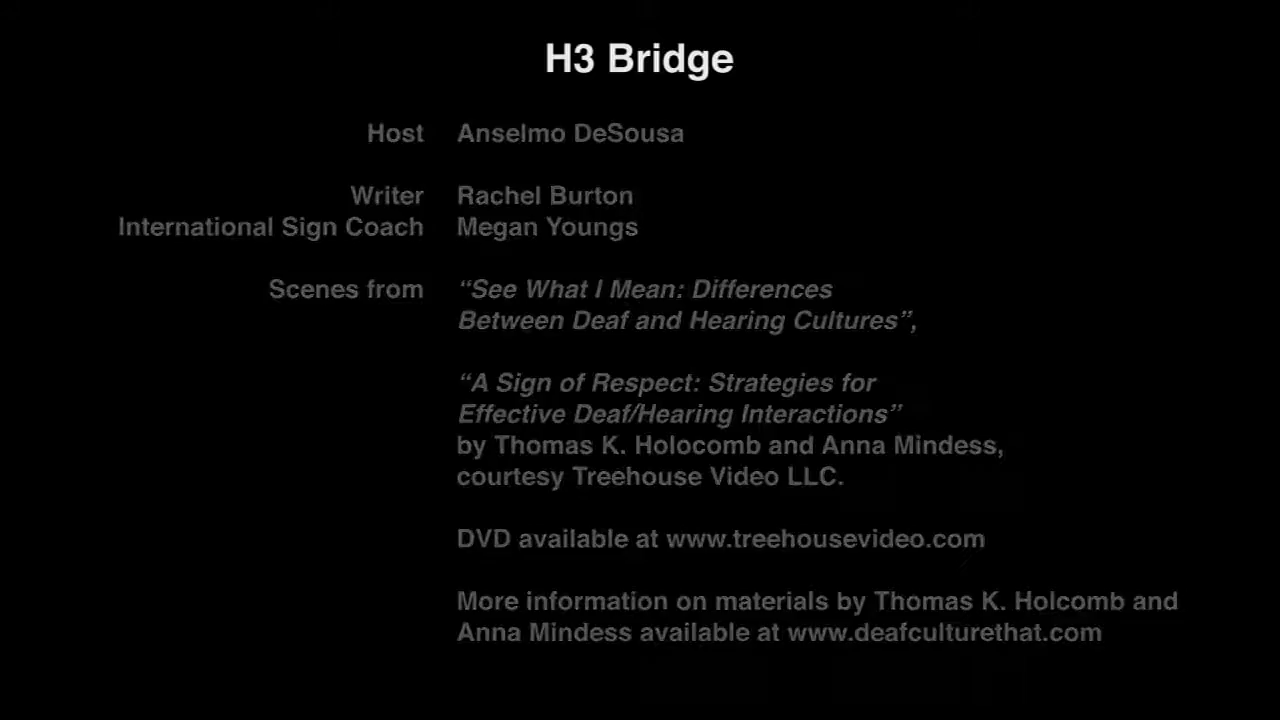 H3 Bridge
Host Anselmo DeSousa
Writer Rachel Burton
International Sign Coach Megan Youngs
Scenes from “See What I Mean: Differences
Between Deaf and Hearing Cultures”,
“A Sign of Respect: Strategies for
Effective Deaf/Hearing Interactions”
by Thomas K. Holocomb and Anna Mindess,
courtesy Treehouse Video LLC.
DVD available at www.treehousevideo.com
More information on materials by Thomas K. Holcomb and
Anna Mindess available at www.deafculturethat.com